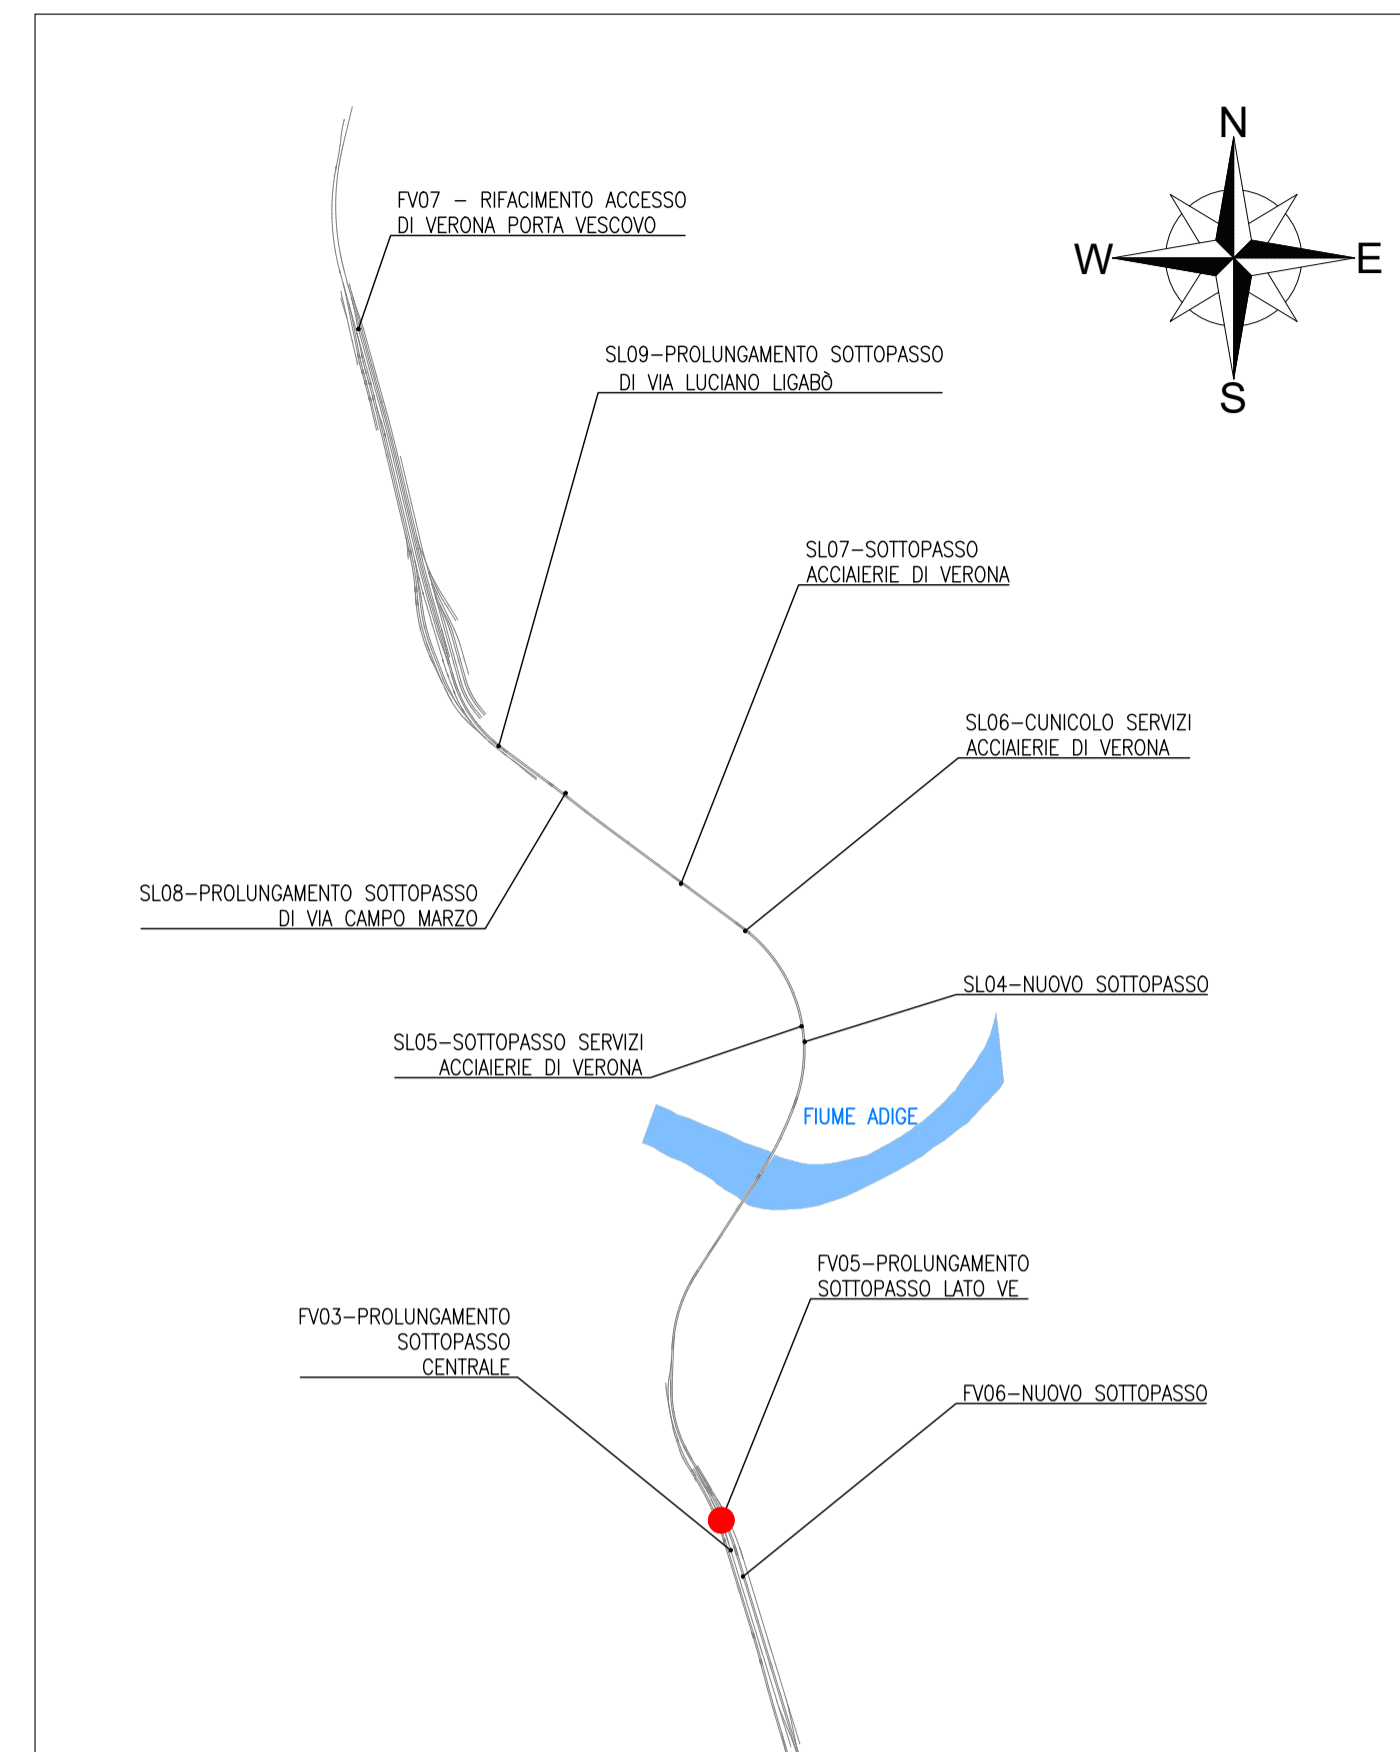 N
W
E
S
FV07 – RIFACIMENTO ACCESSO
DI VERONA PORTA VESCOVO
SL09–PROLUNGAMENTO SOTTOPASSO
DI VIA LUCIANO LIGABÒ
SL07–SOTTOPASSO
ACCIAIERIE DI VERONA
SL06–CUNICOLO SERVIZI
ACCIAIERIE DI VERONA
SL08–PROLUNGAMENTO SOTTOPASSO
DI VIA CAMPO MARZO
SL04–NUOVO SOTTOPASSO
SL05–SOTTOPASSO SERVIZI
ACCIAIERIE DI VERONA
FIUME ADIGE
FV05–PROLUNGAMENTO
SOTTOPASSO LATO VE
FV03–PROLUNGAMENTO
SOTTOPASSO
CENTRALE
FV06–NUOVO SOTTOPASSO